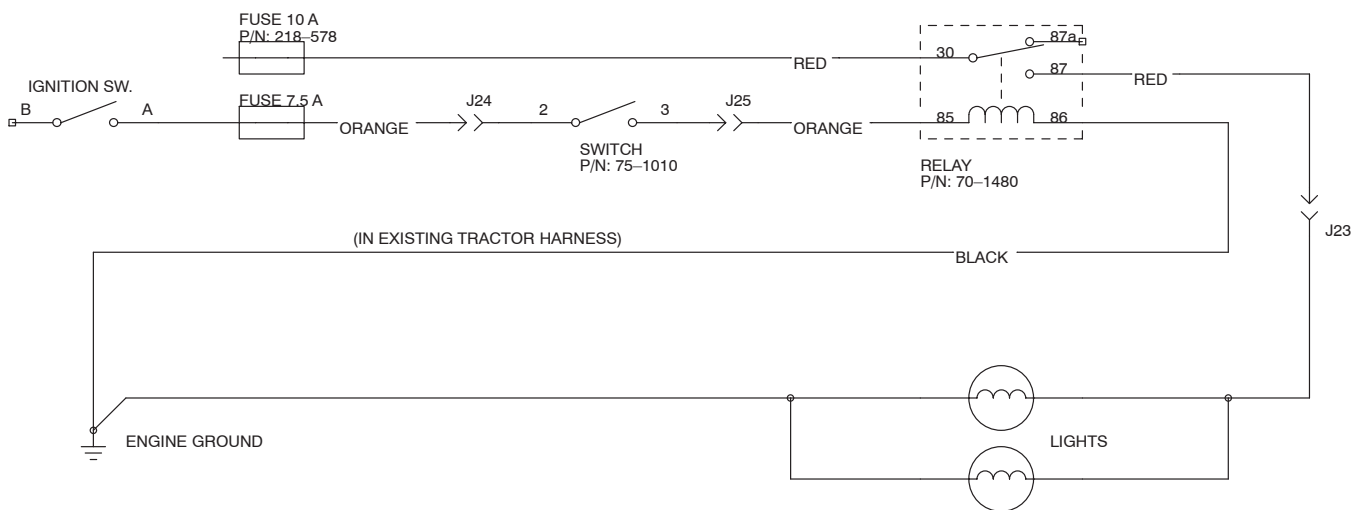 FUSE 10 A
P/N: 218–578
87a
30
RED
87
RED
IGNITION SW.
B
A
FUSE 7.5 A
ORANGE
J24
2
3
J25
ORANGE
85
86
SWITCH
P/N: 75–1010
RELAY
P/N: 70–1480
J23
(IN EXISTING TRACTOR HARNESS)
BLACK
ENGINE GROUND
LIGHTS